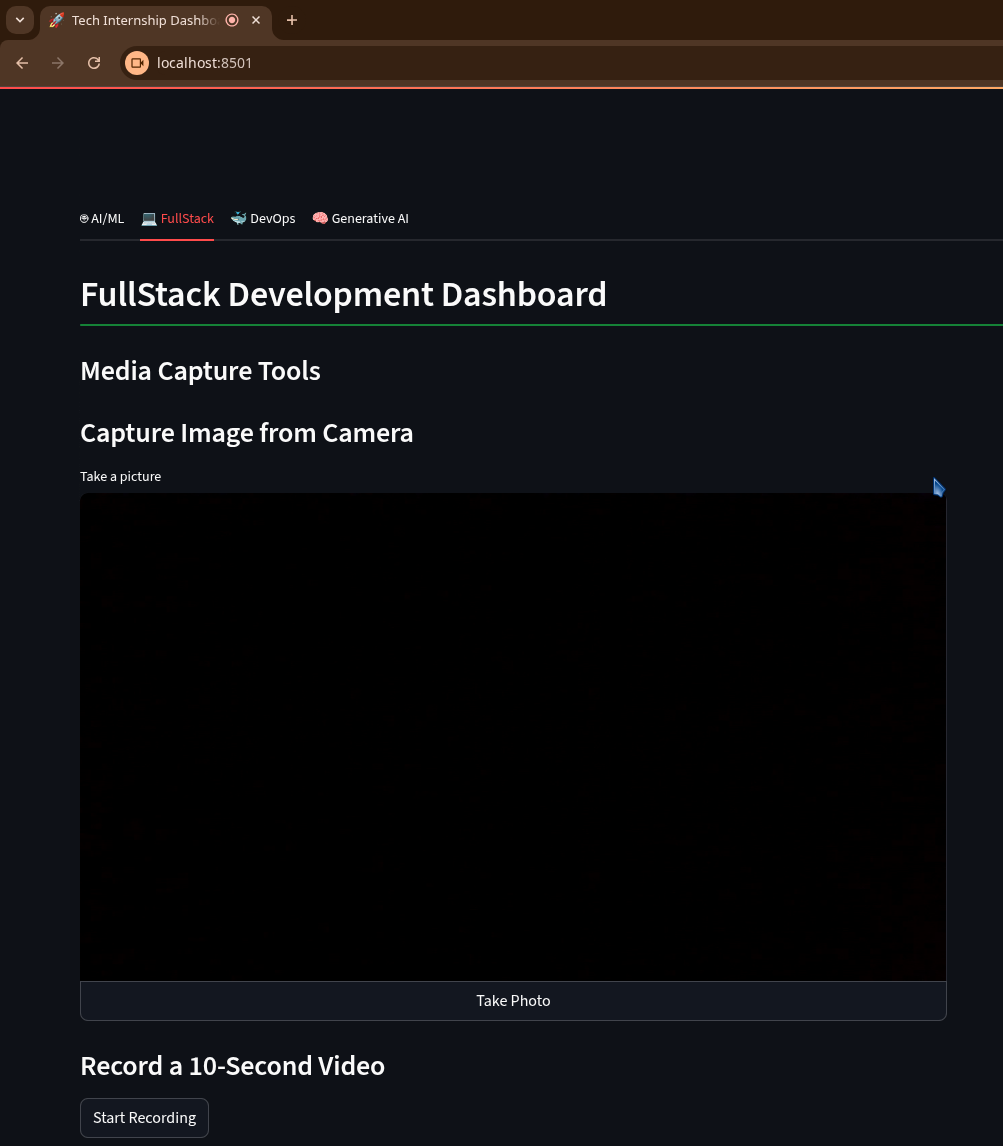 Tech Internship Dashbo
localhost:8501
AI/ML FullStack DevOps Generative AI
FullStack Development Dashboard
Media Capture Tools
Capture Image from Camera
Take a picture
Take Photo
Record a 10-Second Video
Start Recording